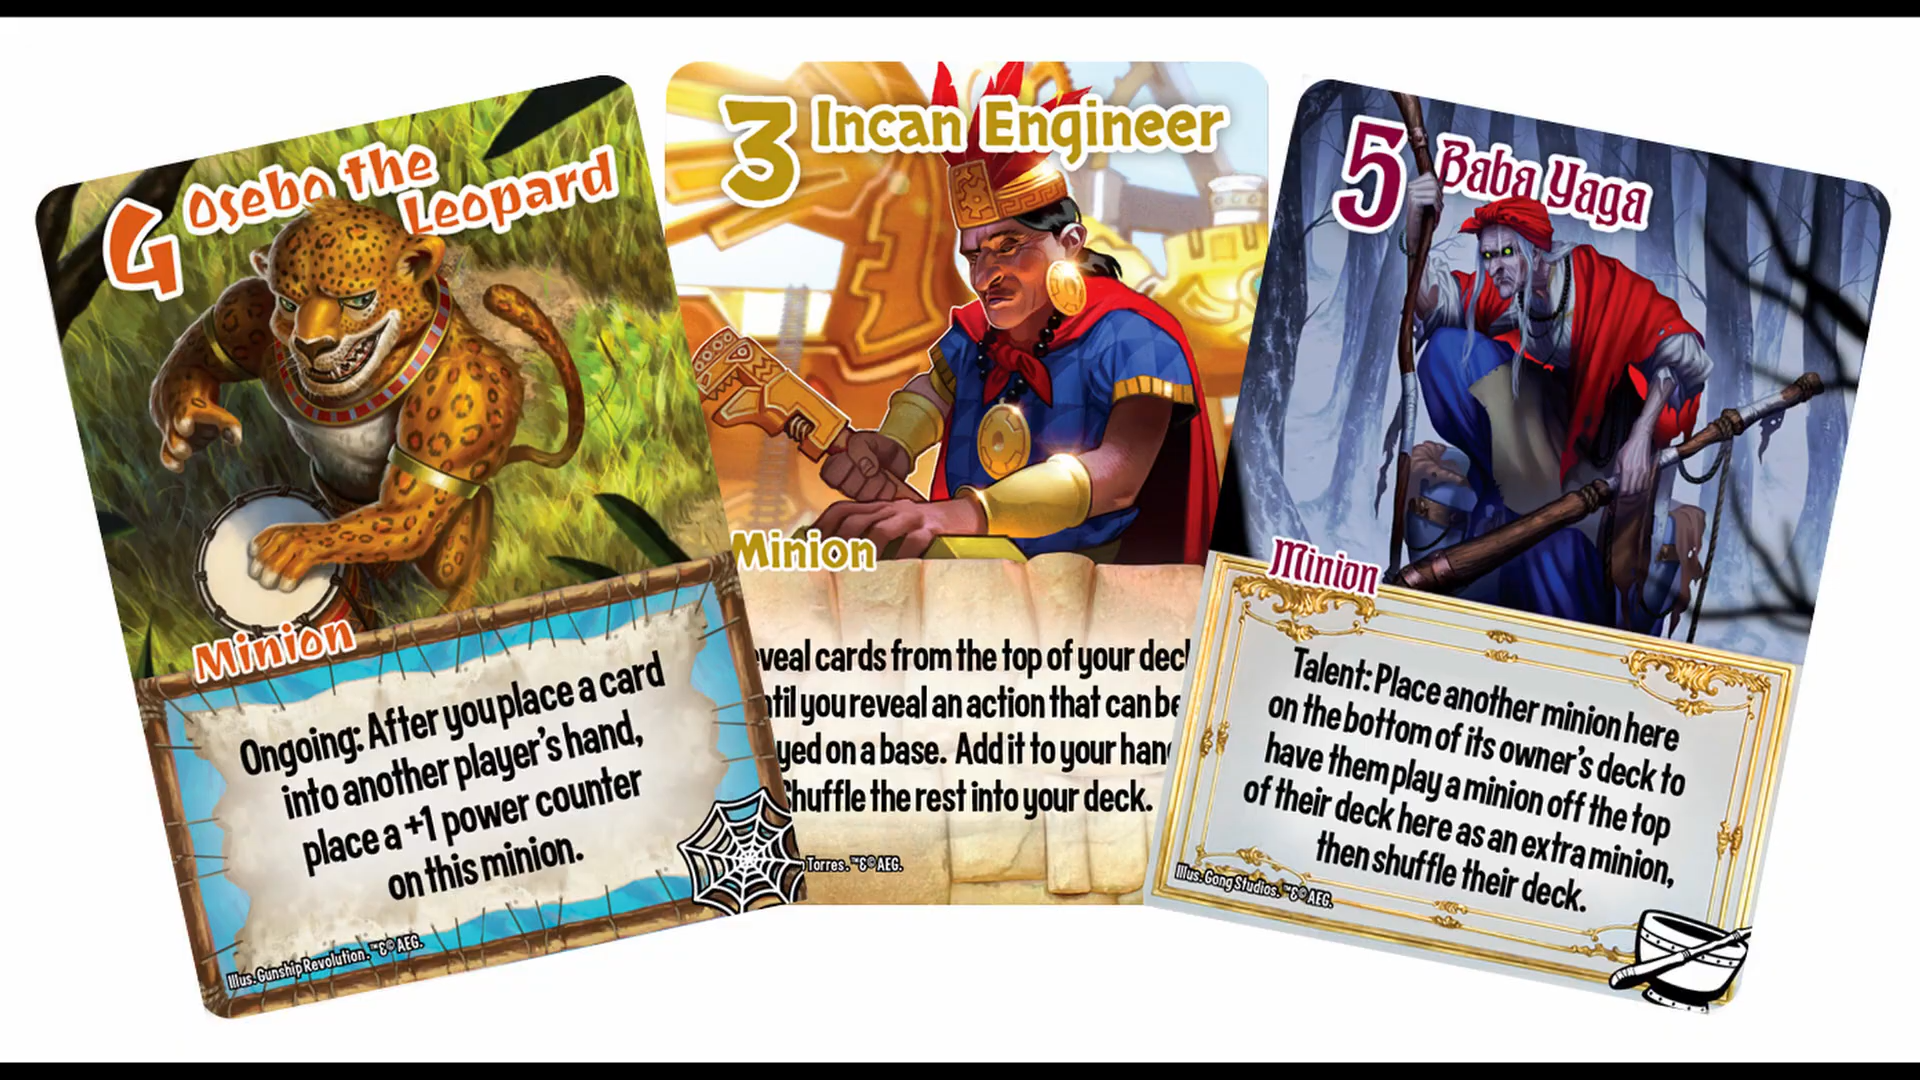 4 Osebo the
Leopard
Minion
Ongoing: After you place a card
into another player's hand,
place a +1 power counter
on this minion.
Illus. Gunship Revolution. ™&© AEG.
3 Incan Engineer
Minion
eveal cards from the top of your deck
ntil you reveal an action that can be
yed on a base. Add it to your han
Shuffle the rest into your deck.
Torres. ™&© AEG.
5 Baba Yaga
Minion
Talent: Place another minion here
on the bottom of its owner's deck to
have them play a minion off the top
of their deck here as an extra minion,
then shuffle their deck.
Illus. Gong Studios. ™&© AEG.